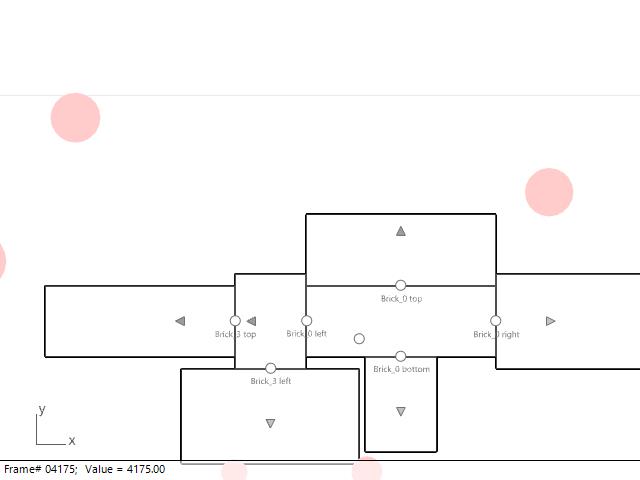 Brick_0 top
Brick_3 top
Brick_0 left
Brick_0 right
Brick_0 bottom
Brick_3 left
y
x
Frame# 04175; Value = 4175.00